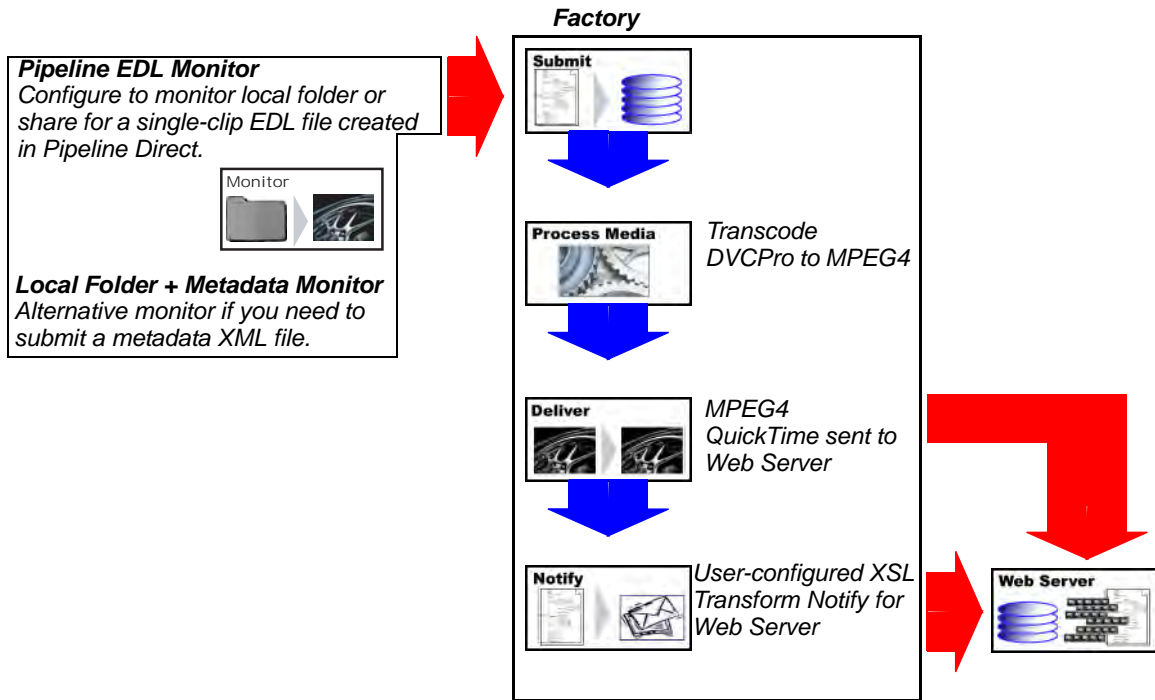 Factory
Pipeline EDL Monitor
Configure to monitor local folder or
share for a single-clip EDL file created
in Pipeline Direct.
Monitor
Local Folder + Metadata Monitor
Alternative monitor if you need to
submit a metadata XML file.
Submit
Process Media
Transcode
DVCPro to MPEG4
Deliver
MPEG4
QuickTime sent to
Web Server
Notify
User-configured XSL
Transform Notify for
Web Server
Web Server